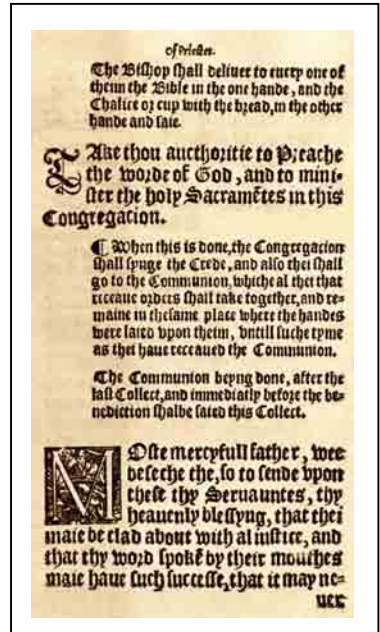 of Priestes.
The Bishop shall deliuer to euery one of
theim the Bible in the one hande, and the
Chalice or cup with the bread, in the other
hande and saie.
TAke thou aucthoritie to Preache
the worde of God, and to mini-
ster the holy Sacramẽtes in this
Congregacion.
¶ When this is done, the Congregacion
shall synge the Crede, and also thei shall
go to the Communion, whiche al thei that
receaue orders shall take together, and re-
maine in thesame place where the handes
were laied vpon theim, vntill suche tyme
as thei haue receaued the Communion.
The Communion beyng done, after the
last Collect, and immediatly before the be-
nediction shalbe saied this Collect.
MOste mercyfull father, wee
beseche the, so to sende vpon
these thy Seruauntes, thy
heauenly blessyng, that thei
maie be clad about with al iustice, and
that thy word spokẽ by their mouthes
maie haue such successe, that it may ne-
uer